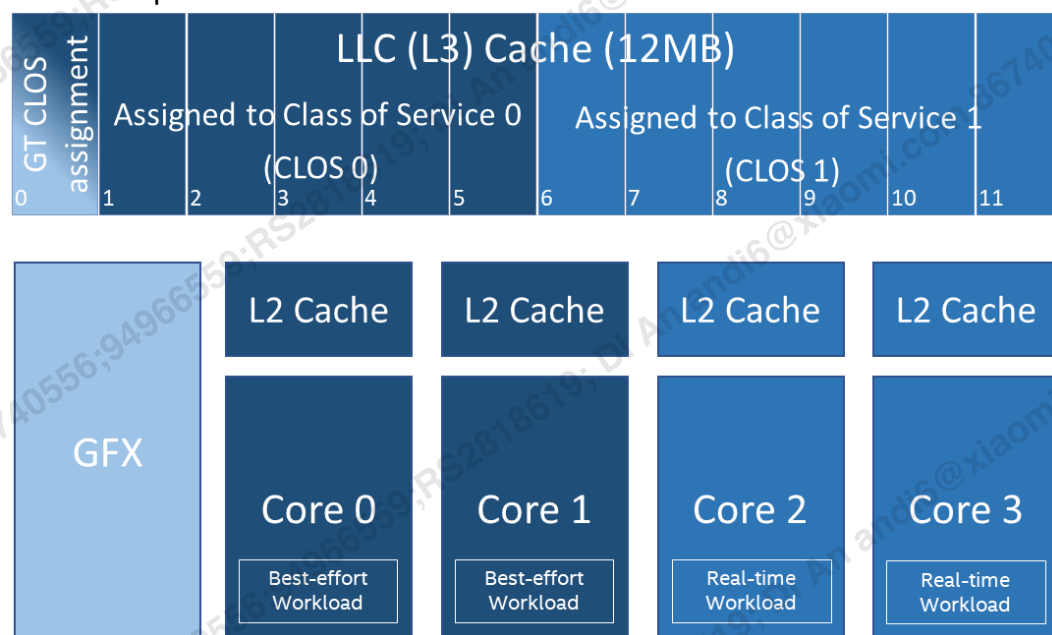 LLC (L3) Cache (12MB)
GT CLOS
assignment
Assigned to Class of Service 0
(CLOS 0)
Assigned to Class of Service 1
(CLOS 1)
0 1 2 3 4 5 6 7 8 9 10 11
GFX
L2 Cache L2 Cache L2 Cache L2 Cache
Core 0 Core 1 Core 2 Core 3
Best-effort
Workload
Best-effort
Workload
Real-time
Workload
Real-time
Workload